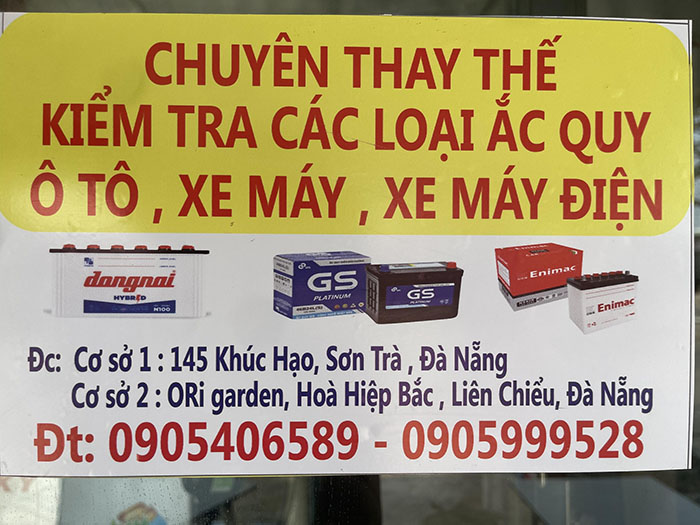 CHUYÊN THAY THẾ
KIỂM TRA CÁC LOẠI ẮC QUY
Ô TÔ , XE MÁY , XE MÁY ĐIỆN
dongnai
HYBRID
N100
GS
PLATINUM
GS
PLATINUM
Enimac
Enimac
Đc: Cơ sở 1 : 145 Khúc Hạo, Sơn Trà , Đà Nẵng
Cơ sở 2 : ORi garden, Hoà Hiệp Bắc , Liên Chiểu, Đà Nẵng
Đt: 0905406589 - 0905999528